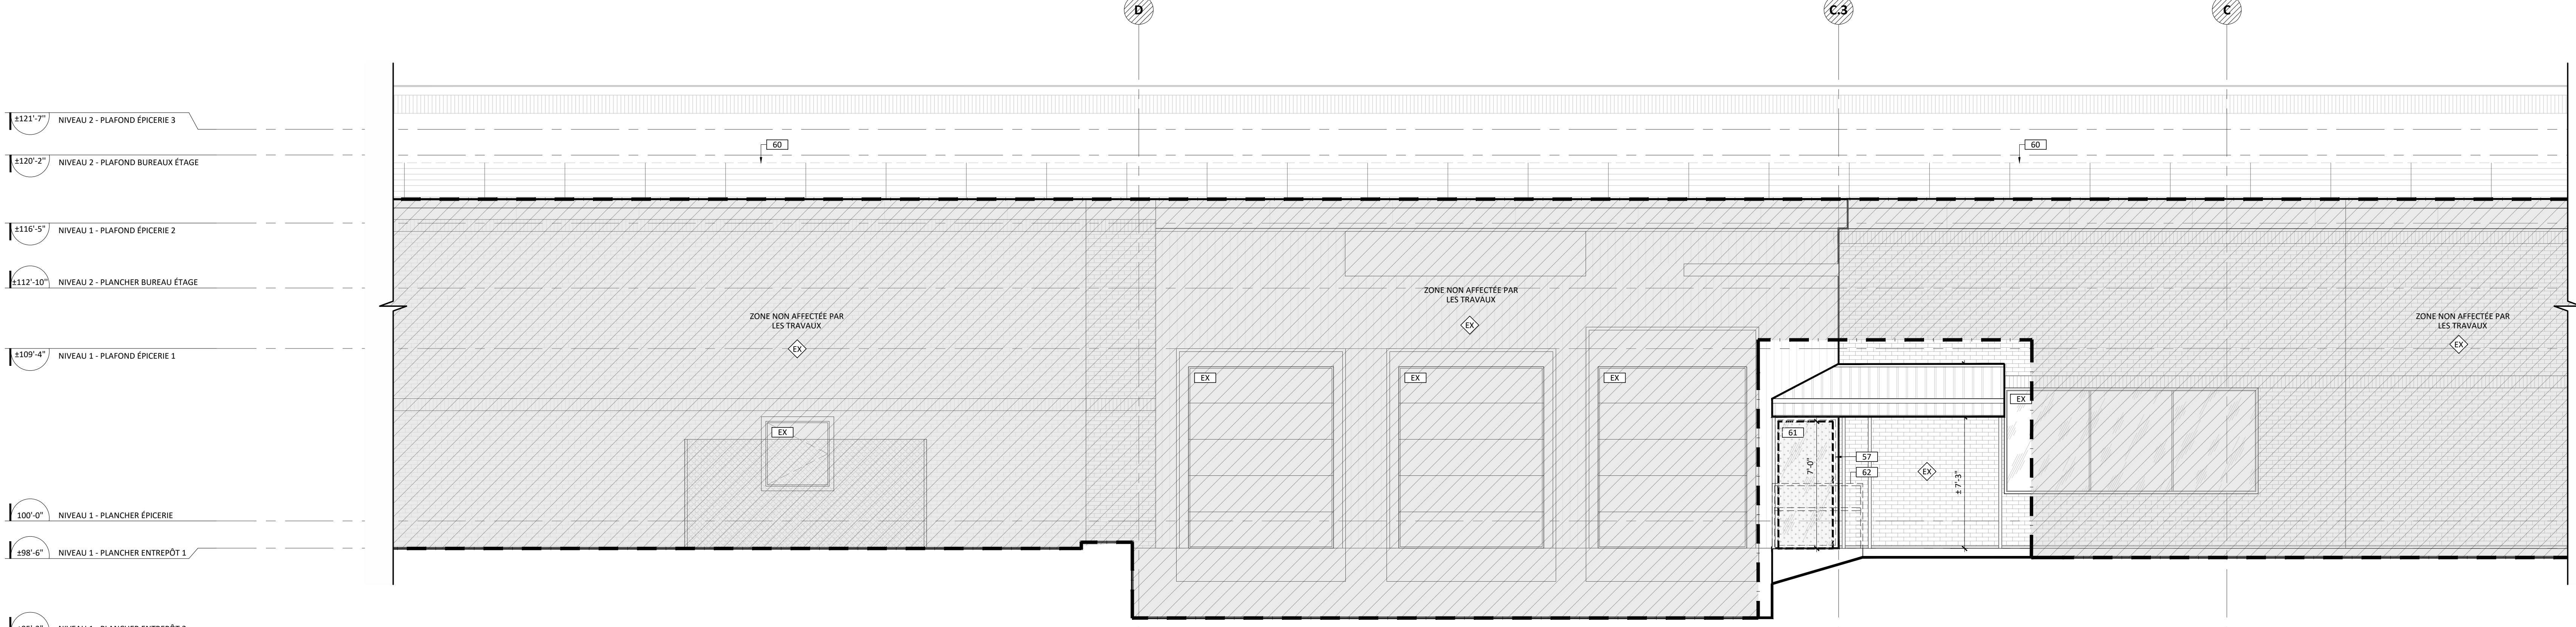 D
C.3
C
±121'-7"
NIVEAU 2 - PLAFOND ÉPICERIE 3
±120'-2"
NIVEAU 2 - PLAFOND BUREAUX ÉTAGE
60
60
±116'-5"
NIVEAU 1 - PLAFOND ÉPICERIE 2
±112'-10"
NIVEAU 2 - PLANCHER BUREAU ÉTAGE
ZONE NON AFFECTÉE PAR
LES TRAVAUX
EX
ZONE NON AFFECTÉE PAR
LES TRAVAUX
EX
ZONE NON AFFECTÉE PAR
LES TRAVAUX
EX
±109'-4"
NIVEAU 1 - PLAFOND ÉPICERIE 1
EX
EX
EX
EX
EX
61
57
62
EX
7'-0"
± 7'-3"
100'-0"
NIVEAU 1 - PLANCHER ÉPICERIE
±98'-6"
NIVEAU 1 - PLANCHER ENTREPÔT 1